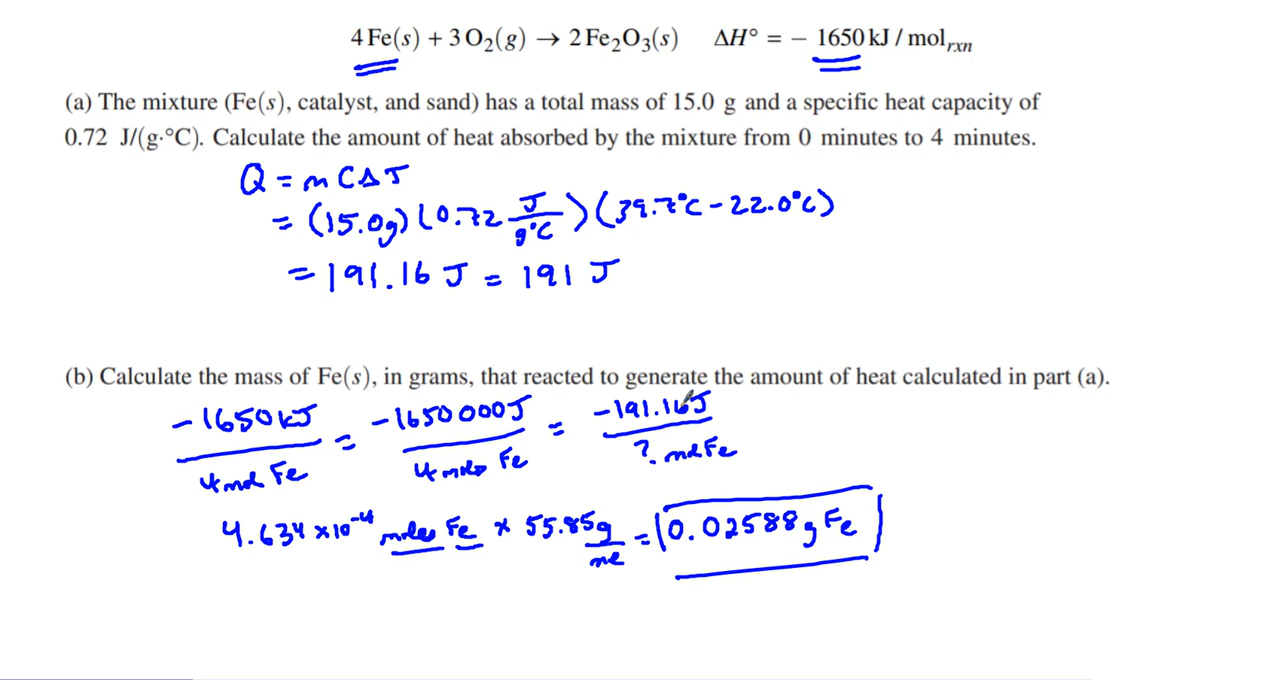 4 Fe(s) + 3 O₂(g) → 2 Fe₂O₃(s) ΔH° = − 1650 kJ / mol_rxn
(a) The mixture (Fe(s), catalyst, and sand) has a total mass of 15.0 g and a specific heat capacity of
0.72 J/(g·°C). Calculate the amount of heat absorbed by the mixture from 0 minutes to 4 minutes.
Q = m C Δ T
= (15.0g) (0.72 J/g°C) (39.7°C − 22.0°C)
= 191.16 J = 191 J
(b) Calculate the mass of Fe(s), in grams, that reacted to generate the amount of heat calculated in part (a).
−1650 kJ / 4 mol Fe = −1650000 J / 4 moles Fe = −191.16 J / ? mol Fe
4.634 × 10⁻⁴ moles Fe × 55.85 g/mol = 0.02588 g Fe